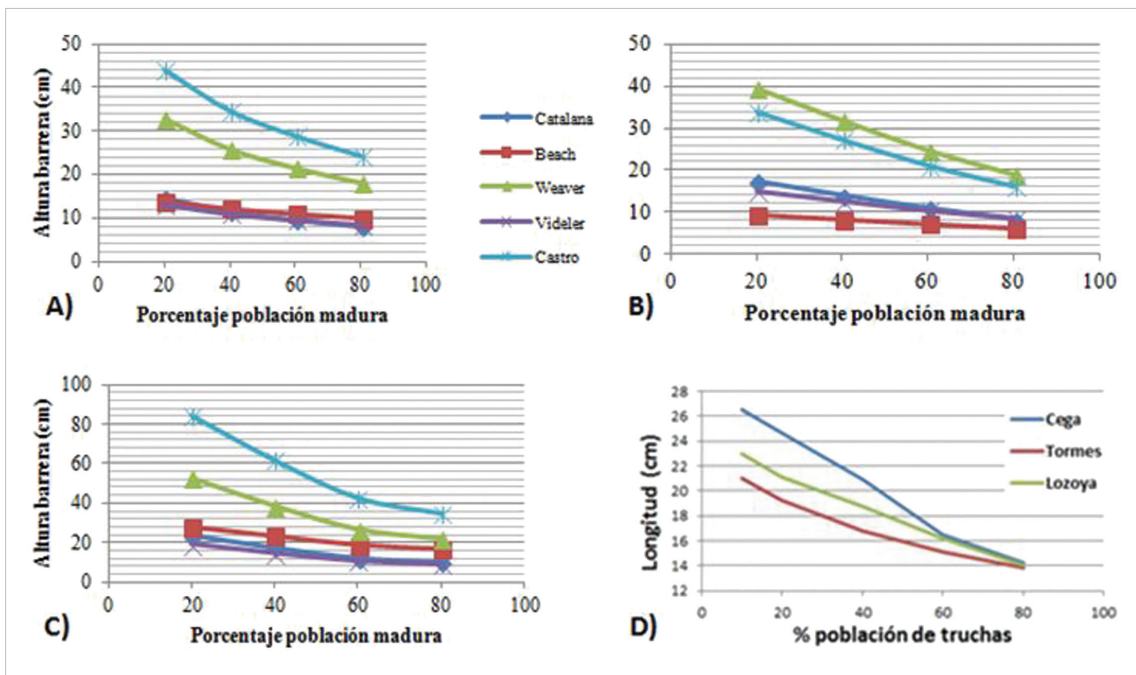 50
40
30
20
10
0
0 20 40 60 80 100
Altura barrera (cm)
Porcentaje población madura
A)
Catalana
Beach
Weaver
Videler
Castro
50
40
30
20
10
0
0 20 40 60 80 100
Porcentaje población madura
B)
100
80
60
40
20
0
0 20 40 60 80 100
Altura barrera (cm)
Porcentaje población madura
C)
28
26
24
22
20
18
16
14
12
0 20 40 60 80 100
Longitud (cm)
Cega
Tormes
Lozoya
% población de truchas
D)